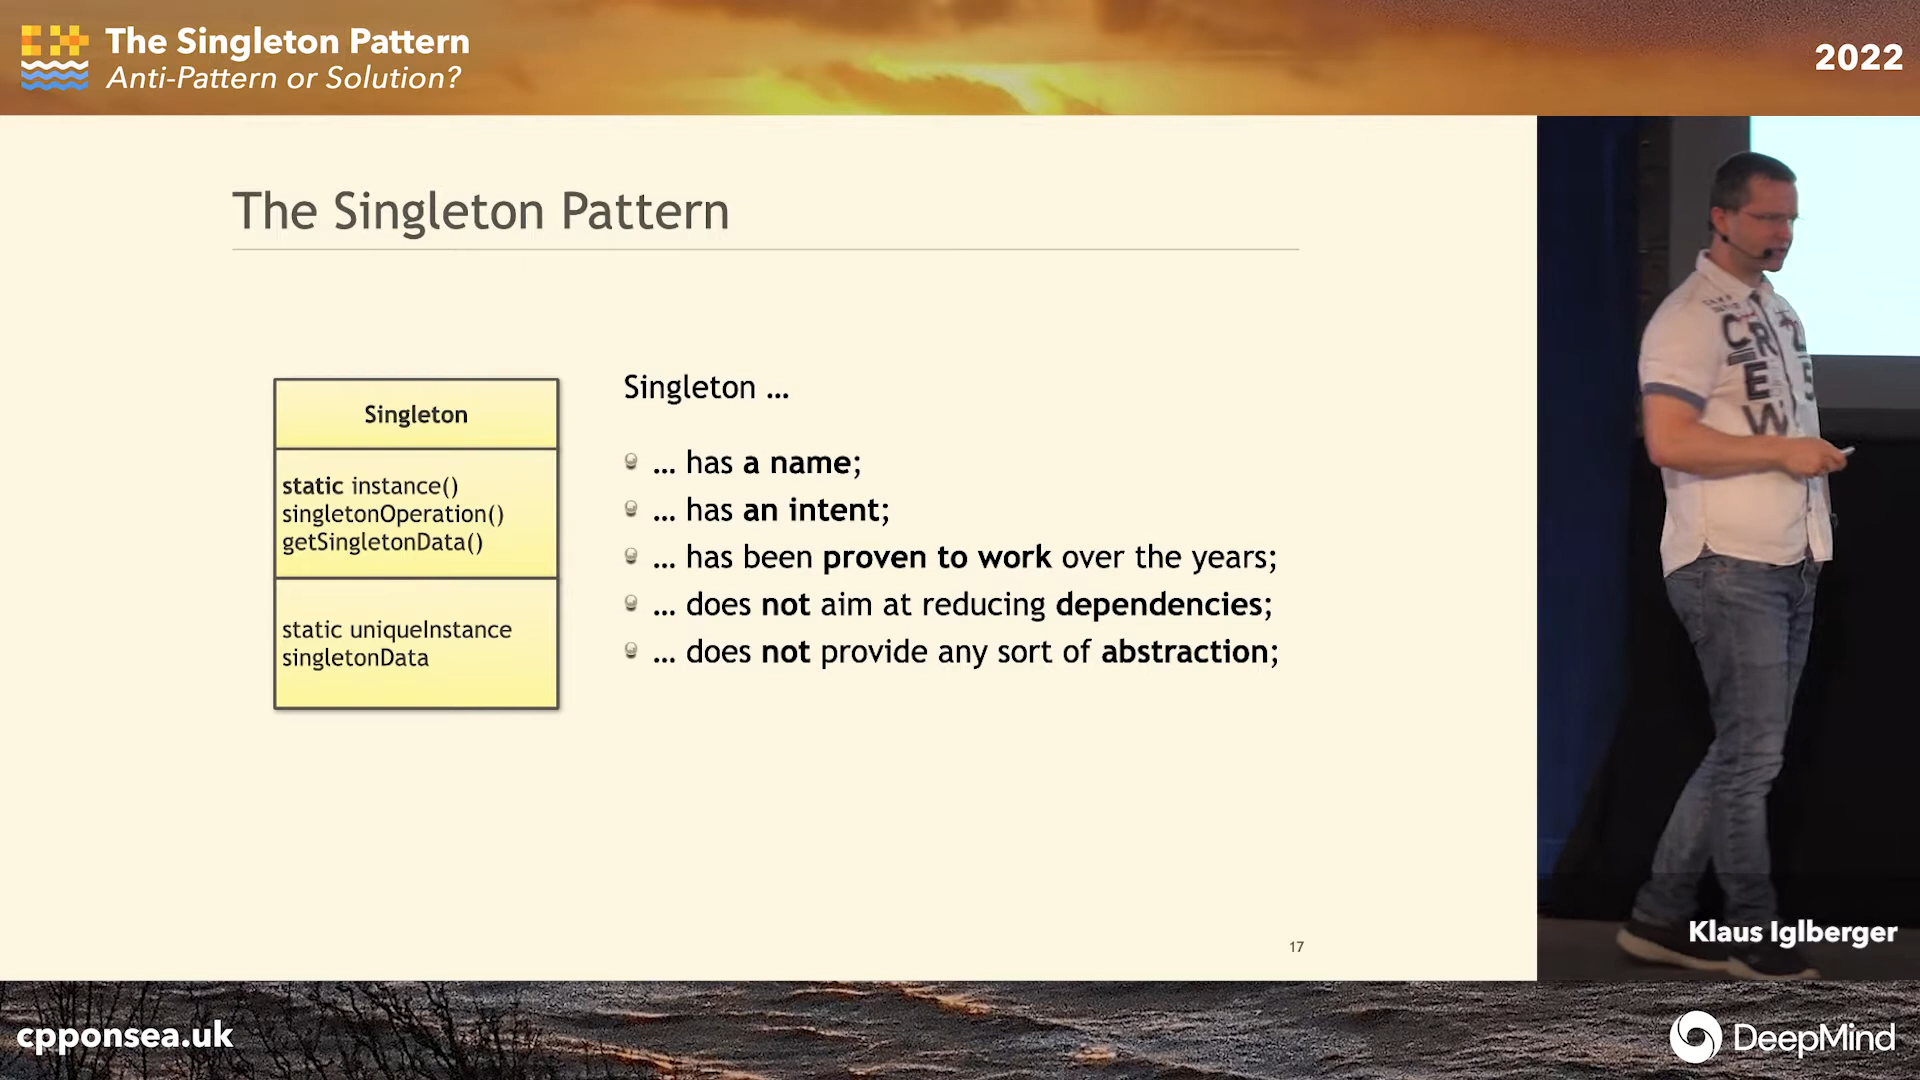 The Singleton Pattern
Anti-Pattern or Solution?
2022
The Singleton Pattern
Singleton
static instance()
singletonOperation()
getSingletonData()
static uniqueInstance
singletonData
Singleton ...
... has a name;
... has an intent;
... has been proven to work over the years;
... does not aim at reducing dependencies;
... does not provide any sort of abstraction;
17
CREW
Klaus Iglberger
cpponsea.uk
DeepMind